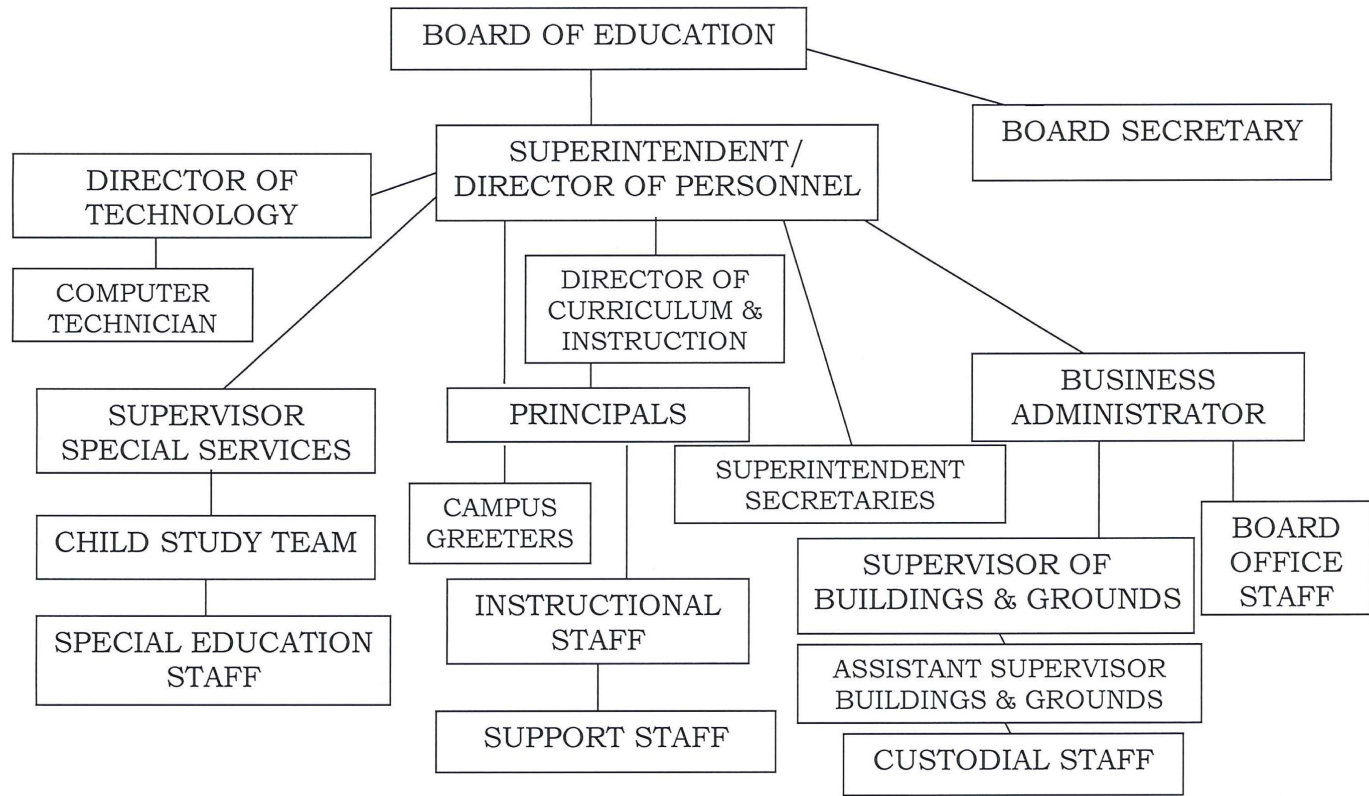 BOARD OF EDUCATION
BOARD SECRETARY
SUPERINTENDENT/
DIRECTOR OF PERSONNEL
DIRECTOR OF
TECHNOLOGY
COMPUTER
TECHNICIAN
DIRECTOR OF
CURRICULUM &
INSTRUCTION
BUSINESS
ADMINISTRATOR
SUPERVISOR
SPECIAL SERVICES
PRINCIPALS
SUPERINTENDENT
SECRETARIES
CAMPUS
GREETERS
CHILD STUDY TEAM
BOARD
OFFICE
STAFF
SUPERVISOR OF
BUILDINGS & GROUNDS
INSTRUCTIONAL
STAFF
SPECIAL EDUCATION
STAFF
ASSISTANT SUPERVISOR
BUILDINGS & GROUNDS
SUPPORT STAFF
CUSTODIAL STAFF